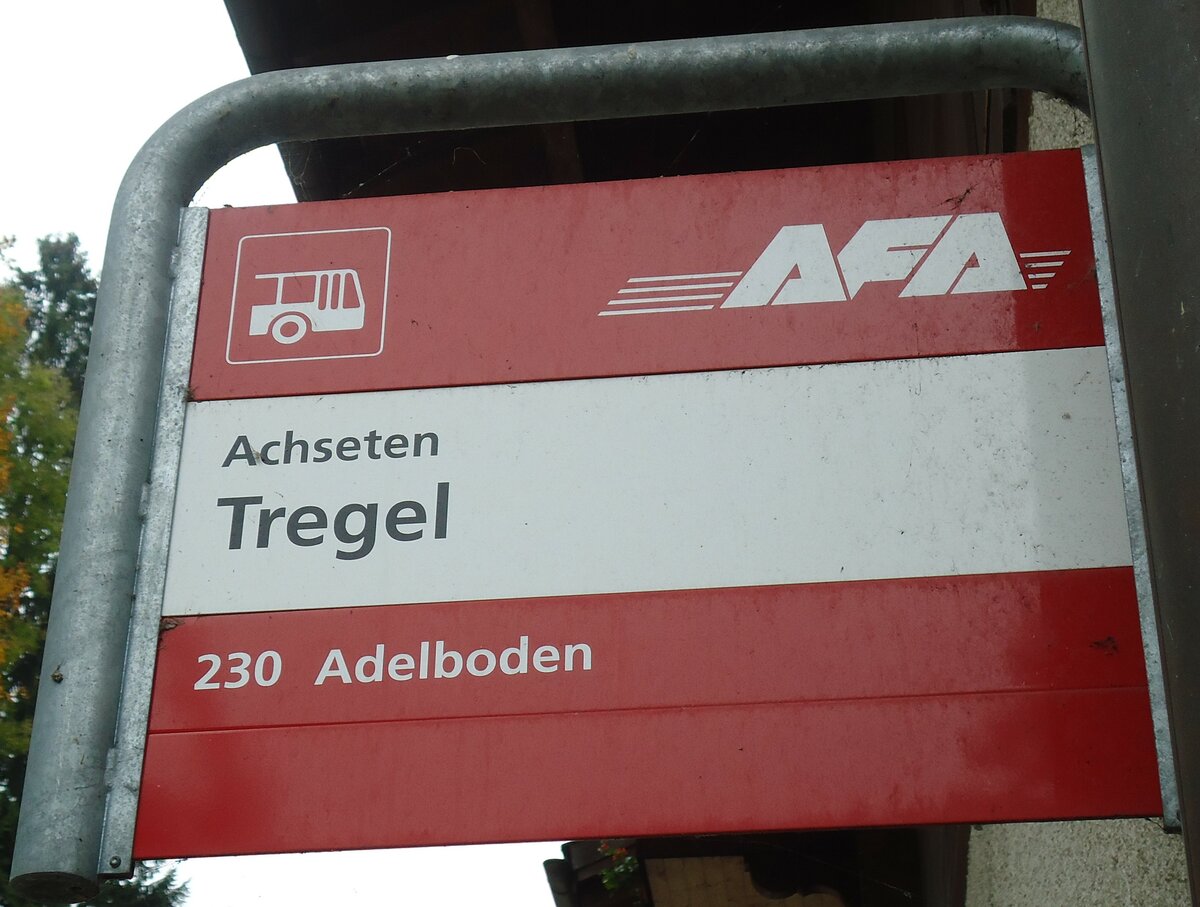 AFA
Achseten
Tregel
230 Adelboden